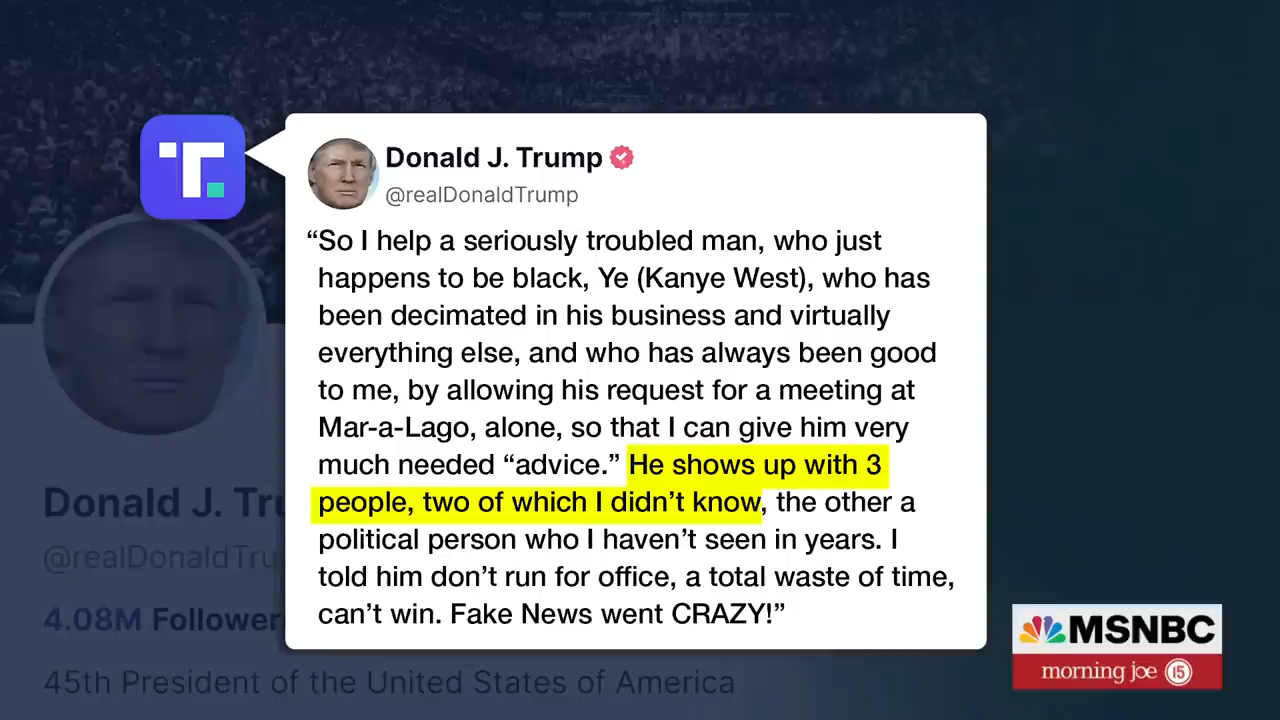 Donald J. Trump
@realDonaldTrump
“So I help a seriously troubled man, who just
happens to be black, Ye (Kanye West), who has
been decimated in his business and virtually
everything else, and who has always been good
to me, by allowing his request for a meeting at
Mar-a-Lago, alone, so that I can give him very
much needed “advice.” He shows up with 3
people, two of which I didn’t know, the other a
political person who I haven’t seen in years. I
told him don’t run for office, a total waste of time,
can’t win. Fake News went CRAZY!”
Donald J. Tru
@realDonaldTru
4.08M Follower
45th President of the United States of America
MSNBC
morning joe 15